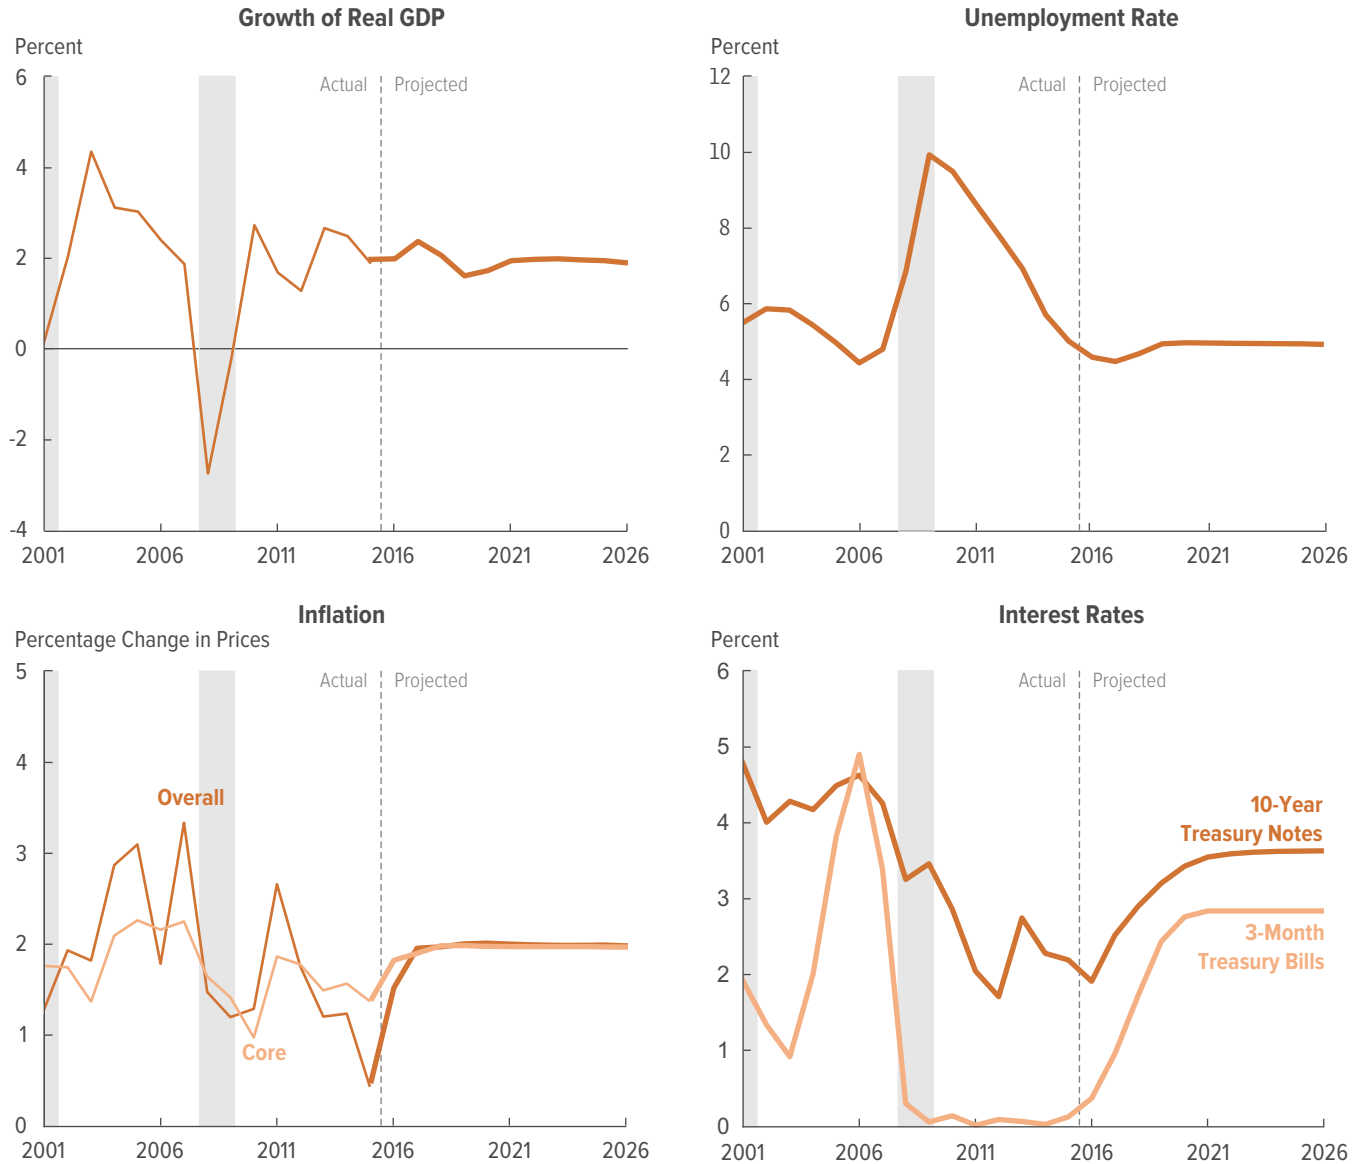 Growth of Real GDP
Percent
6
4
2
0
-2
-4
Actual
Projected
2001 2006 2011 2016 2021 2026
Unemployment Rate
Percent
12
10
8
6
4
2
0
Actual
Projected
2001 2006 2011 2016 2021 2026
Inflation
Percentage Change in Prices
5
4
3
2
1
0
Actual
Projected
Overall
Core
2001 2006 2011 2016 2021 2026
Interest Rates
Percent
6
5
4
3
2
1
0
Actual
Projected
10-Year
Treasury Notes
3-Month
Treasury Bills
2001 2006 2011 2016 2021 2026